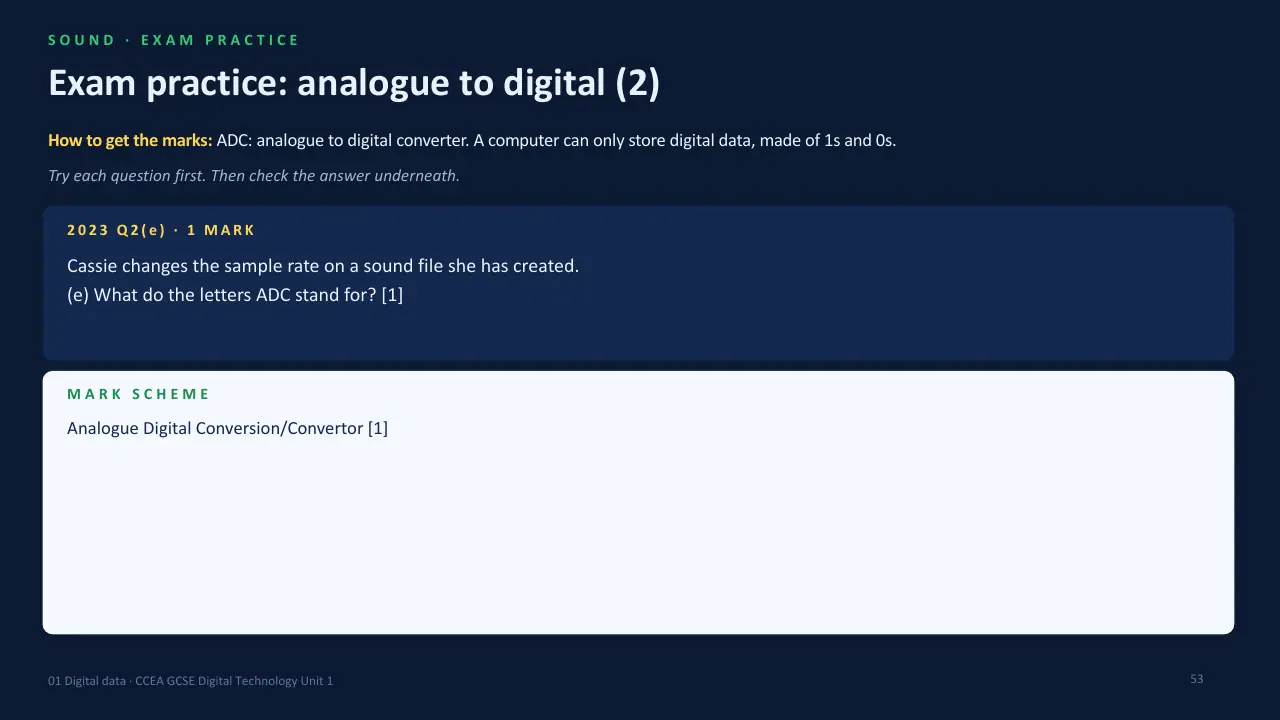 SOUND · EXAM PRACTICE
Exam practice: analogue to digital (2)
How to get the marks: ADC: analogue to digital converter. A computer can only store digital data, made of 1s and 0s.
Try each question first. Then check the answer underneath.
2023 Q2(e) · 1 MARK
Cassie changes the sample rate on a sound file she has created.
(e) What do the letters ADC stand for? [1]
MARK SCHEME
Analogue Digital Conversion/Convertor [1]
01 Digital data · CCEA GCSE Digital Technology Unit 1
53